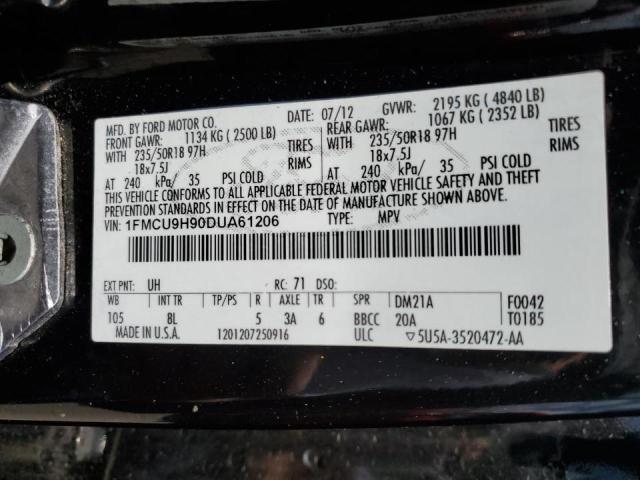 MFD. BY FORD MOTOR CO.
DATE: 07/12 GVWR: 2195 KG ( 4840 LB)
FRONT GAWR: 1134 KG ( 2500 LB) REAR GAWR: 1067 KG ( 2352 LB)
WITH 235/50R18 97H TIRES WITH 235/50R18 97H TIRES
18x7.5J RIMS 18x7.5J RIMS
AT 240 kPa/ 35 PSI COLD AT 240 kPa/ 35 PSI COLD
THIS VEHICLE CONFORMS TO ALL APPLICABLE FEDERAL MOTOR VEHICLE SAFETY AND THEFT
PREVENTION STANDARDS IN EFFECT ON THE DATE OF MANUFACTURE SHOWN ABOVE.
VIN: 1FMCU9H90DUA61206 TYPE: MPV
EXT PNT: UH RC: 71 DSO:
WB INT TR TP/PS R AXLE TR SPR DM21A F0042
105 8L 5 3A 6 BBCC 20A T0185
MADE IN U.S.A. 1201207250916 ULC ▽5U5A-3520472-AA